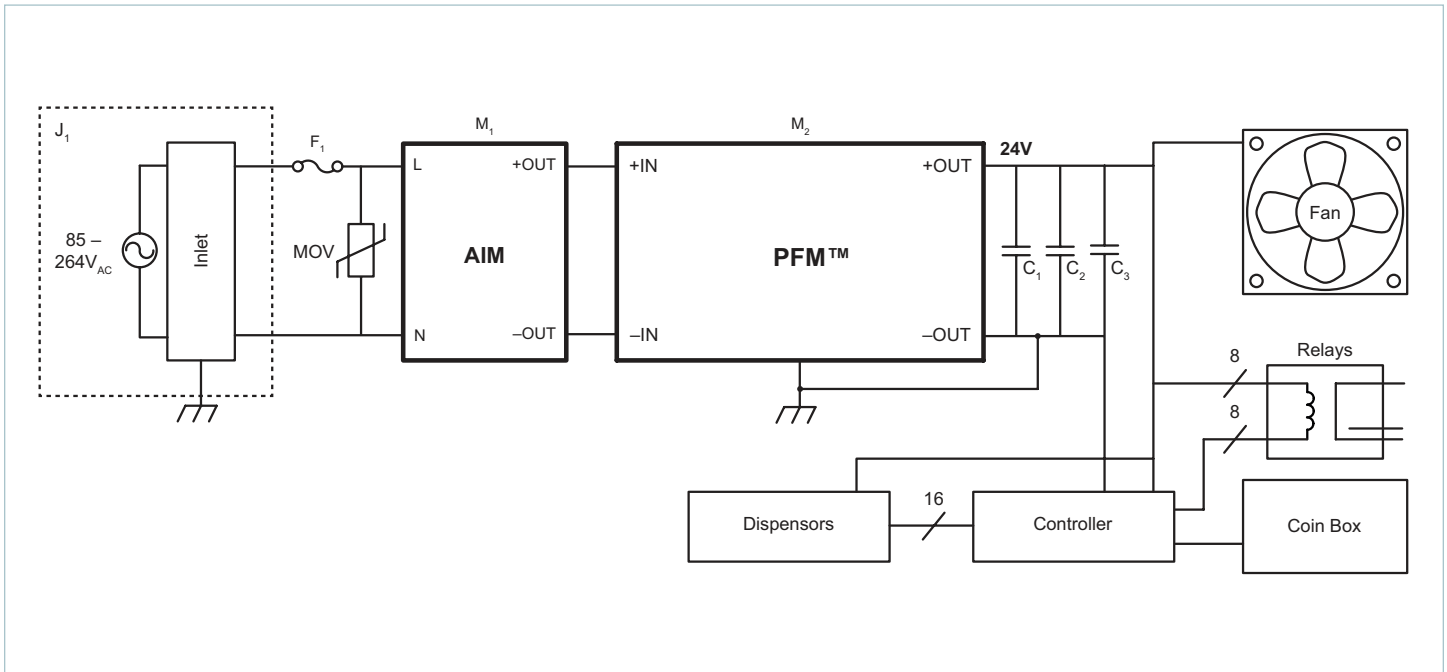 J1
85 –
264VAC
Inlet
F1
MOV
M1
L
+OUT
AIM
N
–OUT
M2
+IN
+OUT
PFM™
–IN
–OUT
24V
C1
C2
C3
Fan
8
Relays
8
Dispensors
16
Controller
Coin Box